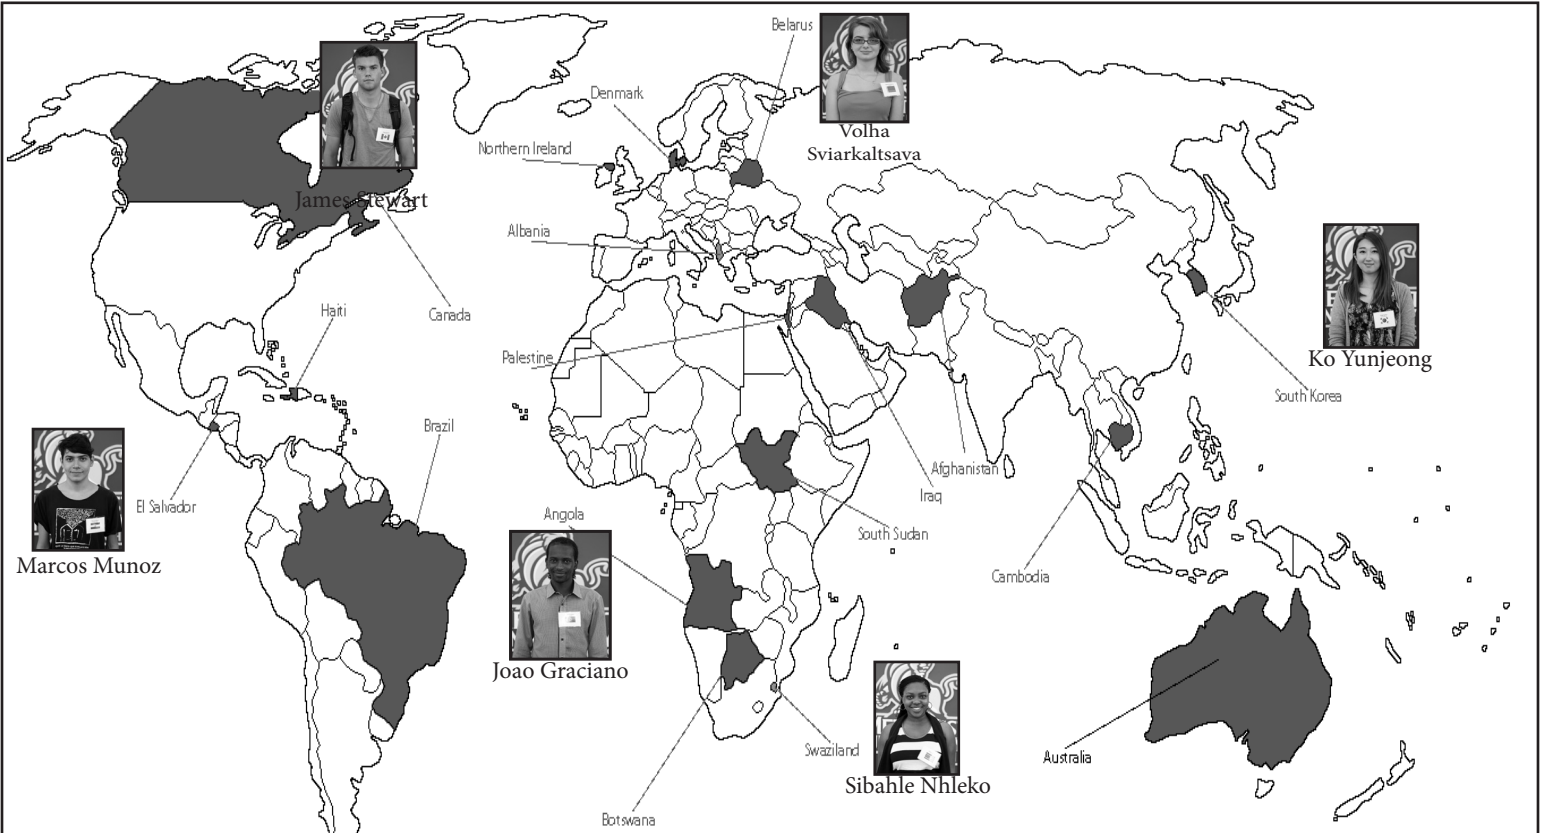 Belarus
Denmark
Volha
Sviarkaltsava
Northern Ireland
James Stewart
Albania
Haiti
Canada
Palestine
Ko Yunjeong
South Korea
Brazil
Afghanistan
Iraq
El Salvador
Angola
South Sudan
Marcos Munoz
Cambodia
Joao Graciano
Swaziland
Australia
Sibahle Nhleko
Botswana